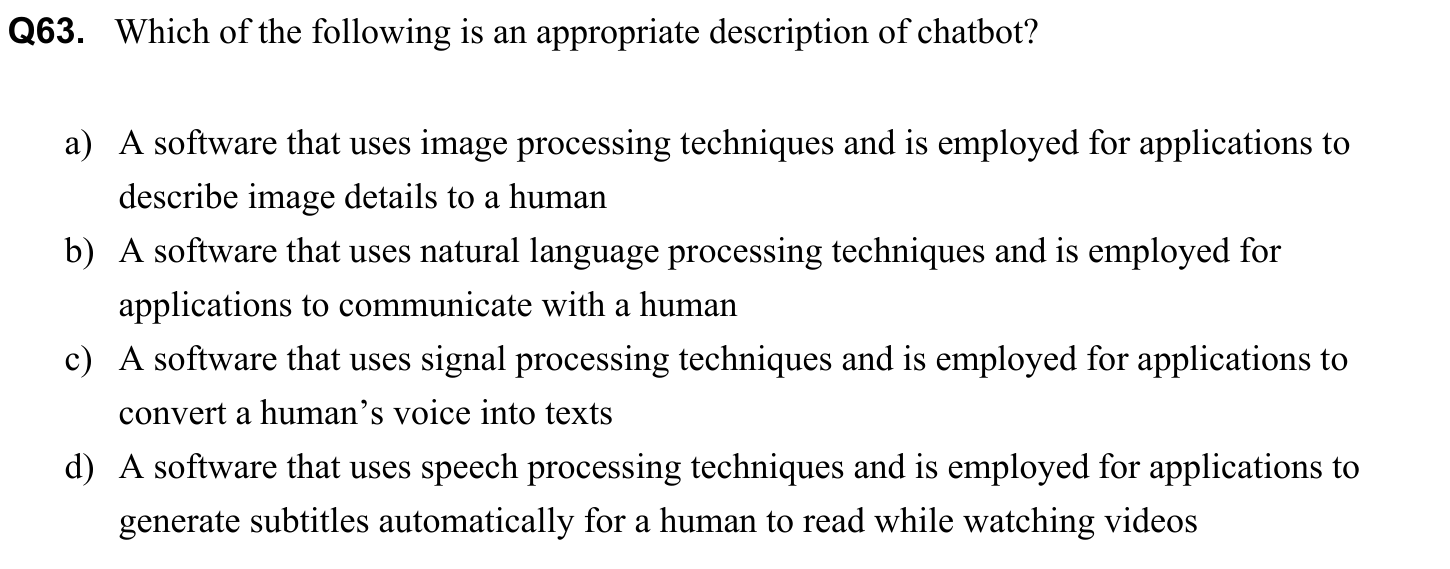 Q63. Which of the following is an appropriate description of chatbot?
a) A software that uses image processing techniques and is employed for applications to
describe image details to a human
b) A software that uses natural language processing techniques and is employed for
applications to communicate with a human
c) A software that uses signal processing techniques and is employed for applications to
convert a human’s voice into texts
d) A software that uses speech processing techniques and is employed for applications to
generate subtitles automatically for a human to read while watching videos